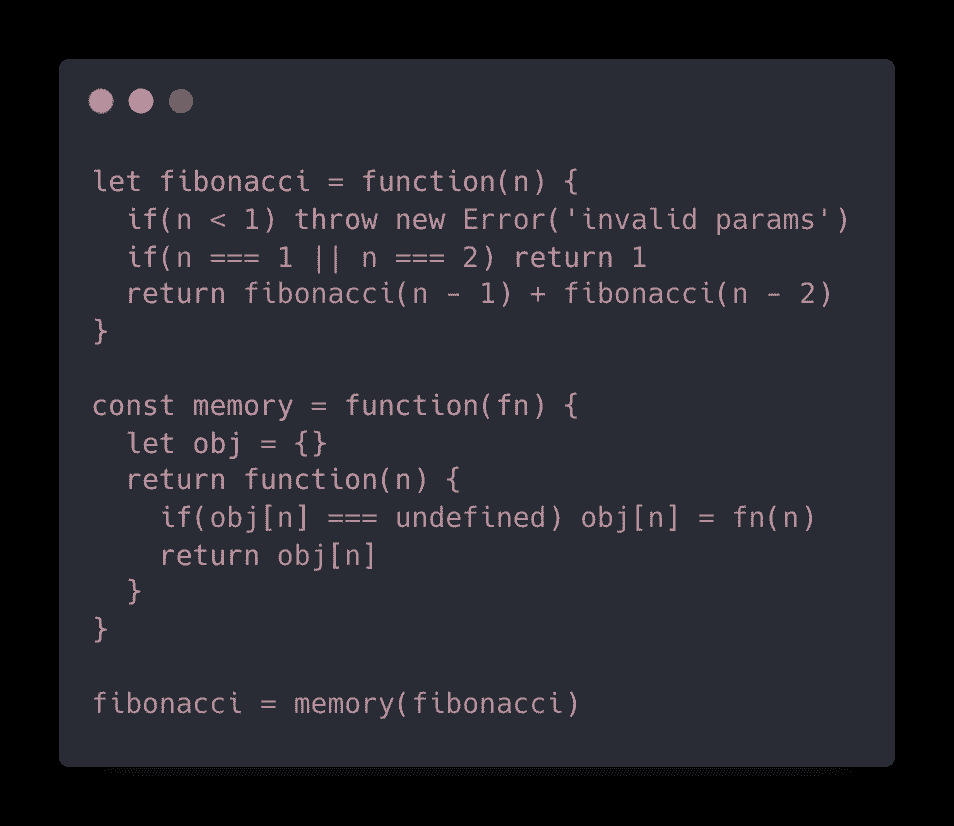 let fibonacci = function(n) {
  if(n < 1) throw new Error('invalid params')
  if(n === 1 || n === 2) return 1
  return fibonacci(n - 1) + fibonacci(n - 2)
}

const memory = function(fn) {
  let obj = {}
  return function(n) {
    if(obj[n] === undefined) obj[n] = fn(n)
    return obj[n]
  }
}

fibonacci = memory(fibonacci)